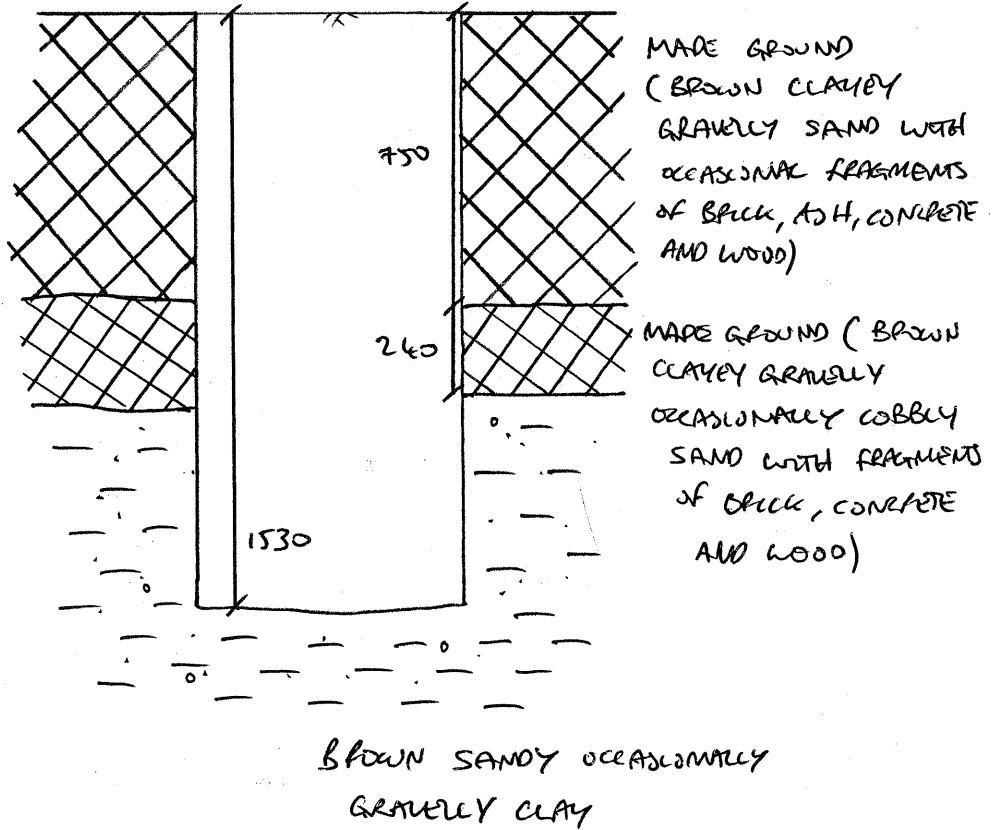 MADE GROUND
(BROWN CLAYEY
GRAVELLY SAND WITH
OCCASIONAL FRAGMENTS
OF BRICK, ASH, CONCRETE
AND WOOD)
750
240
MADE GROUND (BROWN
CLAYEY GRAVELLY
OCCASIONALLY COBBLY
SAND WITH FRAGMENTS
OF BRICK, CONCRETE
AND WOOD)
1530
BROWN SANDY OCCASIONALLY
GRAVELLY CLAY